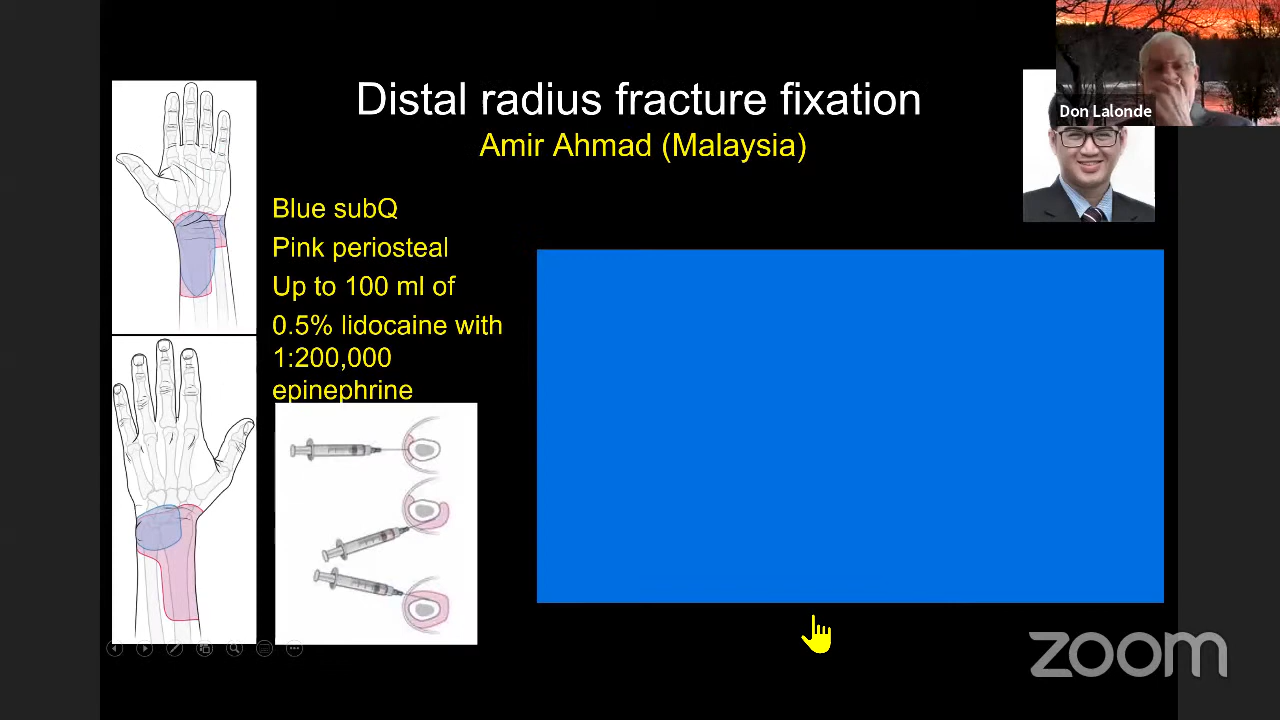 Distal radius fracture fixation
Amir Ahmad (Malaysia)
Don Lalonde
Blue subQ
Pink periosteal
Up to 100 ml of
0.5% lidocaine with
1:200,000
epinephrine
zoom